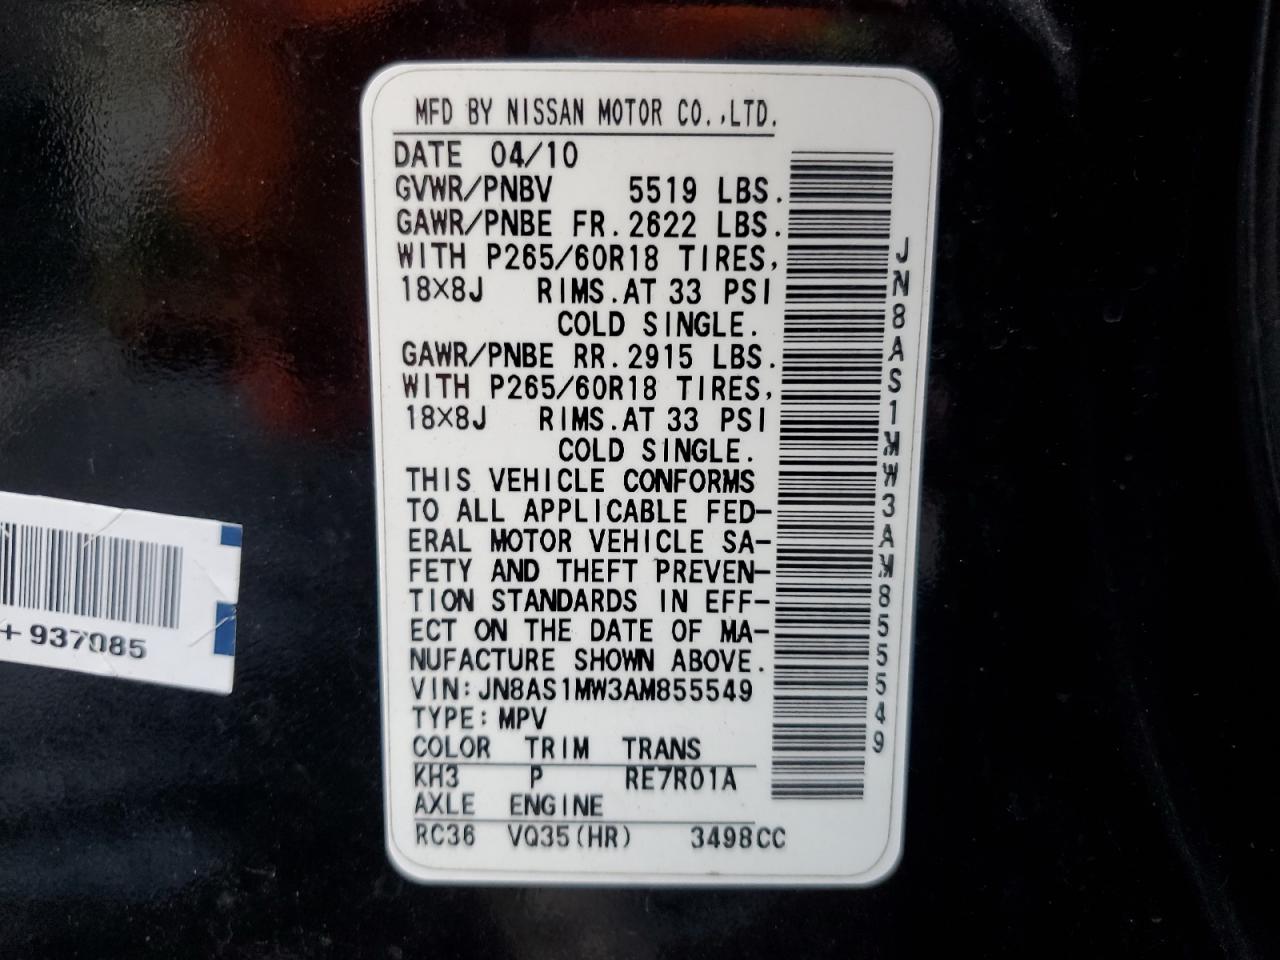 MFD BY NISSAN MOTOR CO.,LTD.
DATE 04/10
GVWR/PNBV 5519 LBS.
GAWR/PNBE FR.2622 LBS.
WITH P265/60R18 TIRES,
18×8J RIMS.AT 33 PSI
COLD SINGLE.
GAWR/PNBE RR.2915 LBS.
WITH P265/60R18 TIRES,
18×8J RIMS.AT 33 PSI
COLD SINGLE.
THIS VEHICLE CONFORMS
TO ALL APPLICABLE FED-
ERAL MOTOR VEHICLE SA-
FETY AND THEFT PREVEN-
TION STANDARDS IN EFF-
ECT ON THE DATE OF MA-
NUFACTURE SHOWN ABOVE.
VIN:JN8AS1MW3AM855549
TYPE:MPV
COLOR TRIM TRANS
KH3 P RE7R01A
AXLE ENGINE
RC36 VQ35(HR) 3498CC
JN8AS1MW3AM855549
+937085